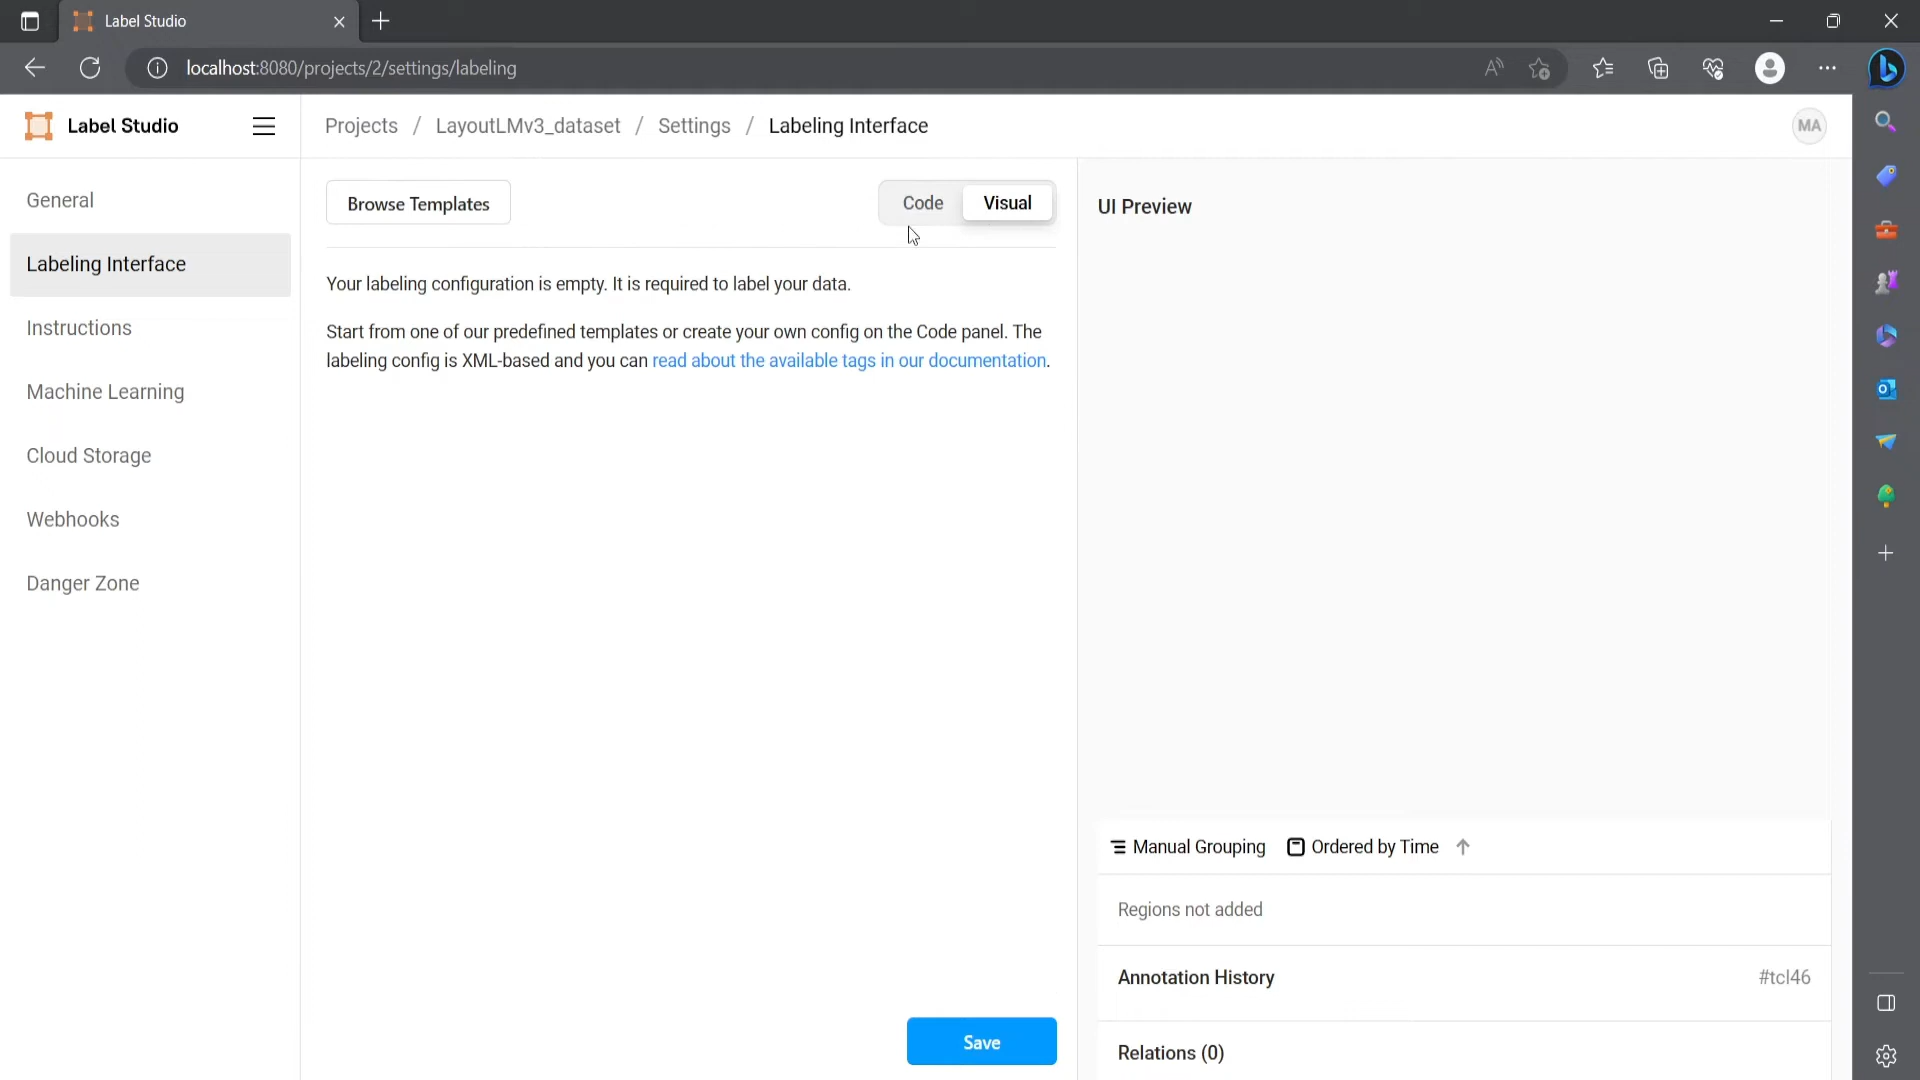 Label Studio
localhost:8080/projects/2/settings/labeling
Label Studio
Projects / LayoutLMv3_dataset / Settings / Labeling Interface
MA
General
Labeling Interface
Instructions
Machine Learning
Cloud Storage
Webhooks
Danger Zone
Browse Templates
Code Visual
Your labeling configuration is empty. It is required to label your data.
Start from one of our predefined templates or create your own config on the Code panel. The
labeling config is XML-based and you can read about the available tags in our documentation.
Save
UI Preview
Manual Grouping Ordered by Time
Regions not added
Annotation History #tcl46
Relations (0)